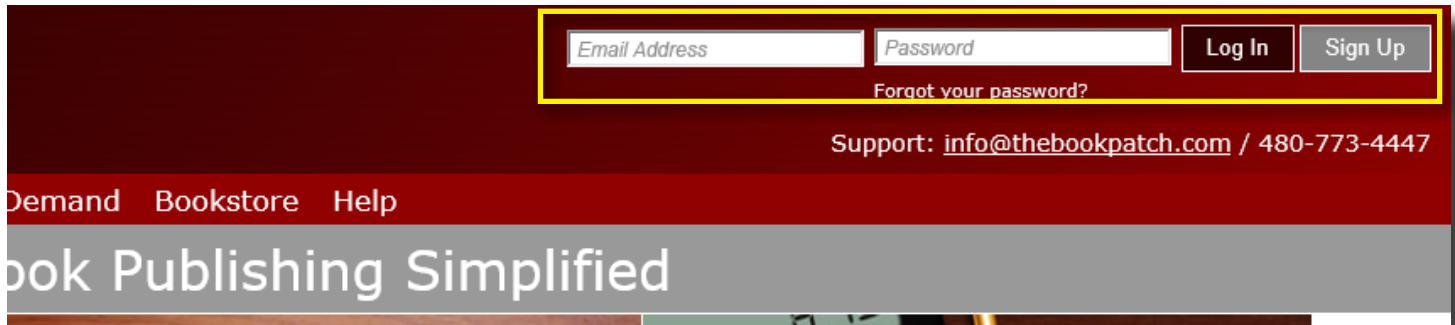 Email Address Password Log In Sign Up
Forgot your password?
Support: info@thebookpatch.com / 480-773-4447
Demand Bookstore Help
ook Publishing Simplified